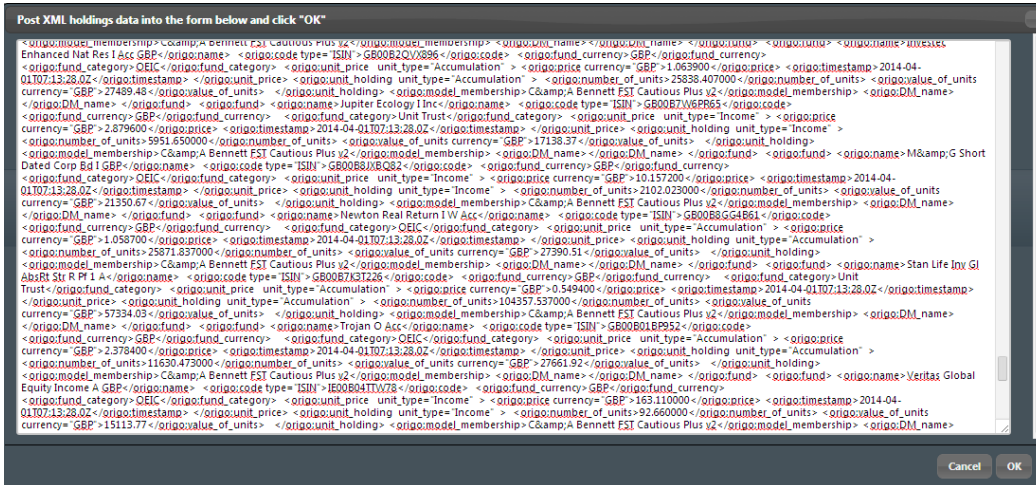 Post XML holdings data into the form below and click "OK"
<origo:model_membership>C&amp;A Bennett FST Cautious Plus v2</origo:model_membership> <origo:DM_name></origo:DM_name> </origo:fund> <origo:fund> <origo:name>Investec
Enhanced Nat Res I Acc GBP</origo:name> <origo:code type="ISIN">GB00B2QVX896</origo:code> <origo:fund_currency>GBP</origo:fund_currency>
<origo:fund_category>OEIC</origo:fund_category> <origo:unit_price unit_type="Accumulation" > <origo:price currency="GBP">1.063900</origo:price> <origo:timestamp>2014-04-
01T07:13:28.0Z</origo:timestamp> </origo:unit_price> <origo:unit_holding unit_type="Accumulation" > <origo:number_of_units>25838.407000</origo:number_of_units> <origo:value_of_units
currency="GBP">27489.48</origo:value_of_units> </origo:unit_holding> <origo:model_membership>C&amp;A Bennett FST Cautious Plus v2</origo:model_membership> <origo:DM_name>
</origo:DM_name> </origo:fund> <origo:fund> <origo:name>Jupiter Ecology I Inc</origo:name> <origo:code type="ISIN">GB00B7W6PR65</origo:code>
<origo:fund_currency>GBP</origo:fund_currency> <origo:fund_category>Unit Trust</origo:fund_category> <origo:unit_price unit_type="Income" > <origo:price
currency="GBP">2.879600</origo:price> <origo:timestamp>2014-04-01T07:13:28.0Z</origo:timestamp> </origo:unit_price> <origo:unit_holding unit_type="Income" >
<origo:number_of_units>5951.650000</origo:number_of_units> <origo:value_of_units currency="GBP">17138.37</origo:value_of_units> </origo:unit_holding>
<origo:model_membership>C&amp;A Bennett FST Cautious Plus v2</origo:model_membership> <origo:DM_name></origo:DM_name> </origo:fund> <origo:fund> <origo:name>M&amp;G Short
Dated Corp Bd I GBP</origo:name> <origo:code type="ISIN">GB00B8JXBQ82</origo:code> <origo:fund_currency>GBP</origo:fund_currency>
<origo:fund_category>OEIC</origo:fund_category> <origo:unit_price unit_type="Income" > <origo:price currency="GBP">10.157200</origo:price> <origo:timestamp>2014-04-
01T07:13:28.0Z</origo:timestamp> </origo:unit_price> <origo:unit_holding unit_type="Income" > <origo:number_of_units>2102.023000</origo:number_of_units> <origo:value_of_units
currency="GBP">21350.67</origo:value_of_units> </origo:unit_holding> <origo:model_membership>C&amp;A Bennett FST Cautious Plus v2</origo:model_membership> <origo:DM_name>
</origo:DM_name> </origo:fund> <origo:fund> <origo:name>Newton Real Return I W Acc</origo:name> <origo:code type="ISIN">GB00B8GG4B61</origo:code>
<origo:fund_currency>GBP</origo:fund_currency> <origo:fund_category>OEIC</origo:fund_category> <origo:unit_price unit_type="Accumulation" > <origo:price
currency="GBP">1.058700</origo:price> <origo:timestamp>2014-04-01T07:13:28.0Z</origo:timestamp> </origo:unit_price> <origo:unit_holding unit_type="Accumulation" >
<origo:number_of_units>25871.837000</origo:number_of_units> <origo:value_of_units currency="GBP">27390.51</origo:value_of_units> </origo:unit_holding>
<origo:model_membership>C&amp;A Bennett FST Cautious Plus v2</origo:model_membership> <origo:DM_name></origo:DM_name> </origo:fund> <origo:fund> <origo:name>Stan Life Inv Gl
AbsRt Str R Pf 1 A</origo:name> <origo:code type="ISIN">GB00B7K3T226</origo:code> <origo:fund_currency>GBP</origo:fund_currency> <origo:fund_category>Unit
Trust</origo:fund_category> <origo:unit_price unit_type="Accumulation" > <origo:price currency="GBP">0.549400</origo:price> <origo:timestamp>2014-04-01T07:13:28.0Z</origo:timestamp>
</origo:unit_price> <origo:unit_holding unit_type="Accumulation" > <origo:number_of_units>104357.537000</origo:number_of_units> <origo:value_of_units
currency="GBP">57334.03</origo:value_of_units> </origo:unit_holding> <origo:model_membership>C&amp;A Bennett FST Cautious Plus v2</origo:model_membership> <origo:DM_name>
</origo:DM_name> </origo:fund> <origo:fund> <origo:name>Trojan O Acc</origo:name> <origo:code type="ISIN">GB00B01BP952</origo:code>
<origo:fund_currency>GBP</origo:fund_currency> <origo:fund_category>OEIC</origo:fund_category> <origo:unit_price unit_type="Accumulation" > <origo:price
currency="GBP">2.378400</origo:price> <origo:timestamp>2014-04-01T07:13:28.0Z</origo:timestamp> </origo:unit_price> <origo:unit_holding unit_type="Accumulation" >
<origo:number_of_units>11630.473000</origo:number_of_units> <origo:value_of_units currency="GBP">27661.92</origo:value_of_units> </origo:unit_holding>
<origo:model_membership>C&amp;A Bennett FST Cautious Plus v2</origo:model_membership> <origo:DM_name></origo:DM_name> </origo:fund> <origo:fund> <origo:name>Veritas Global
Equity Income A GBP</origo:name> <origo:code type="ISIN">IE00B04TTW78</origo:code> <origo:fund_currency>GBP</origo:fund_currency>
<origo:fund_category>OEIC</origo:fund_category> <origo:unit_price unit_type="Income" > <origo:price currency="GBP">163.110000</origo:price> <origo:timestamp>2014-04-
01T07:13:28.0Z</origo:timestamp> </origo:unit_price> <origo:unit_holding unit_type="Income" > <origo:number_of_units>92.660000</origo:number_of_units> <origo:value_of_units
currency="GBP">15113.77</origo:value_of_units> </origo:unit_holding> <origo:model_membership>C&amp;A Bennett FST Cautious Plus v2</origo:model_membership> <origo:DM_name>
Cancel OK